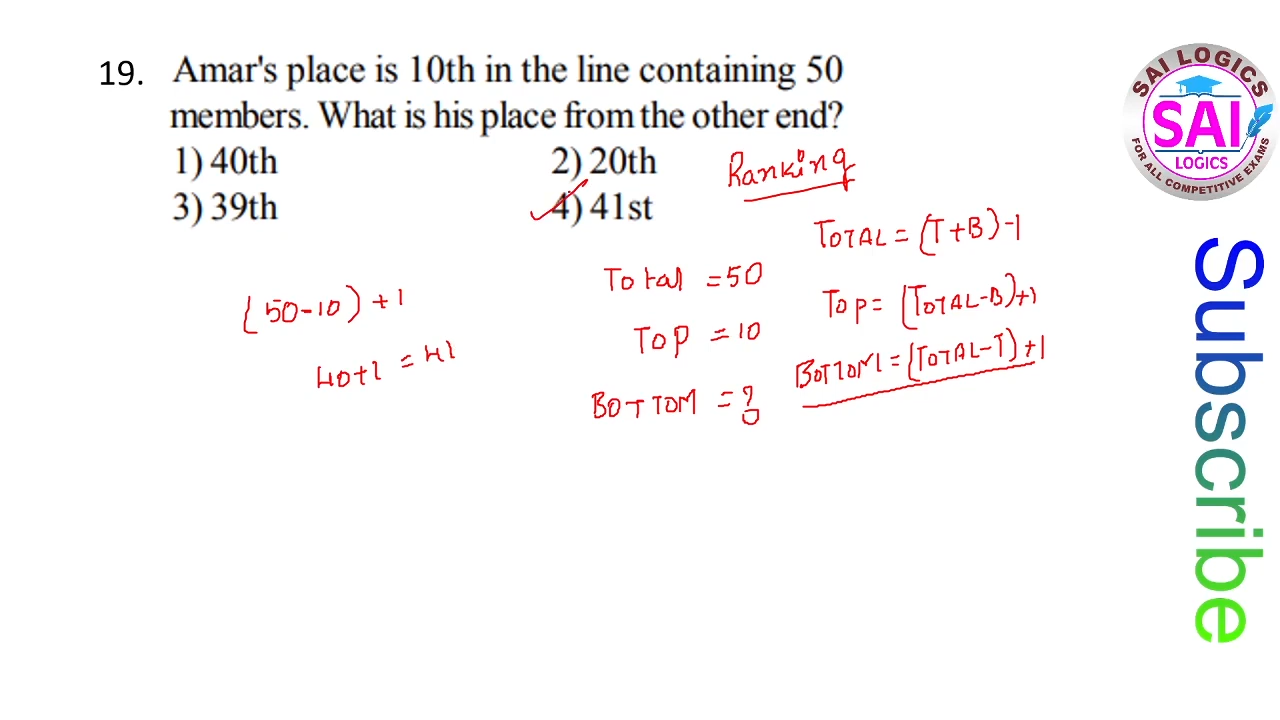 19. Amar's place is 10th in the line containing 50
members. What is his place from the other end?
1) 40th 2) 20th
3) 39th 4) 41st
Ranking
TOTAL = (T+B)-1
Top = (TOTAL-B)+1
BOTTOM = (TOTAL-T)+1
Total = 50
Top = 10
BOTTOM = ?
(50-10)+1
40+1 = 41
SAI LOGICS
SAI
LOGICS
FOR ALL COMPETITIVE EXAMS
Subscribe